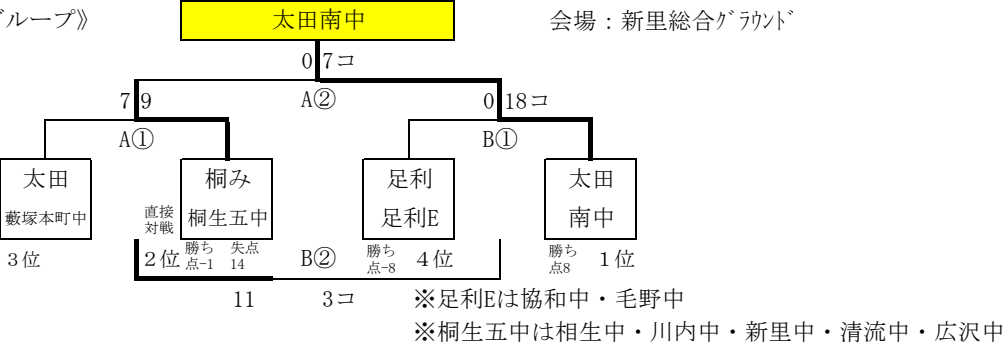 グループ》 太田南中 会場：新里総合ｸﾞﾗｳﾝﾄﾞ
0 7コ
7 9 A② 0 18コ
A① B①
太田 桐み 足利 太田
藪塚本町中 直接対戦 桐生五中 足利E 南中
3位 2位 勝ち点-1 失点14 B② 勝ち点-8 4位 勝ち点8 1位
11 3コ ※足利Eは協和中・毛野中
※桐生五中は相生中・川内中・新里中・清流中・広沢中